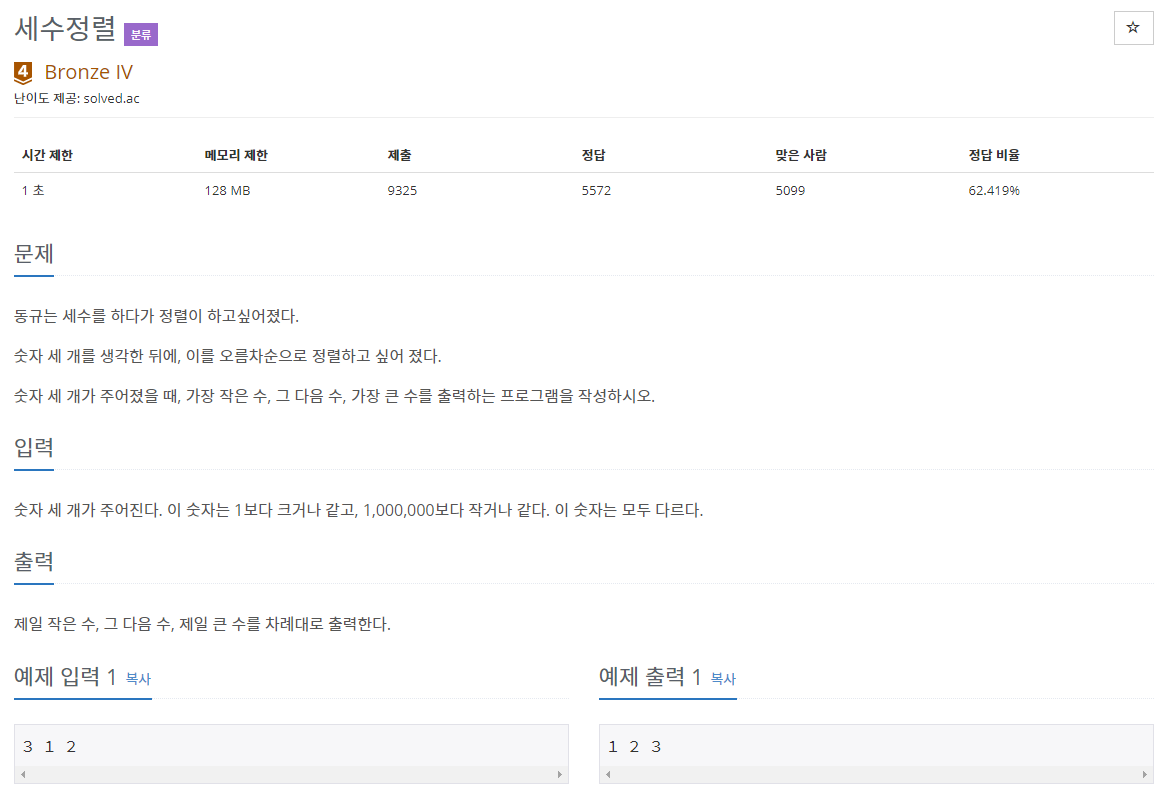 세수정렬 분류
☆
4 Bronze IV
난이도 제공: solved.ac
시간 제한 메모리 제한 제출 정답 맞은 사람 정답 비율
1 초 128 MB 9325 5572 5099 62.419%
문제
동규는 세수를 하다가 정렬이 하고싶어졌다.
숫자 세 개를 생각한 뒤에, 이를 오름차순으로 정렬하고 싶어 졌다.
숫자 세 개가 주어졌을 때, 가장 작은 수, 그 다음 수, 가장 큰 수를 출력하는 프로그램을 작성하시오.
입력
숫자 세 개가 주어진다. 이 숫자는 1보다 크거나 같고, 1,000,000보다 작거나 같다. 이 숫자는 모두 다르다.
출력
제일 작은 수, 그 다음 수, 제일 큰 수를 차례대로 출력한다.
예제 입력 1 복사
3 1 2
예제 출력 1 복사
1 2 3